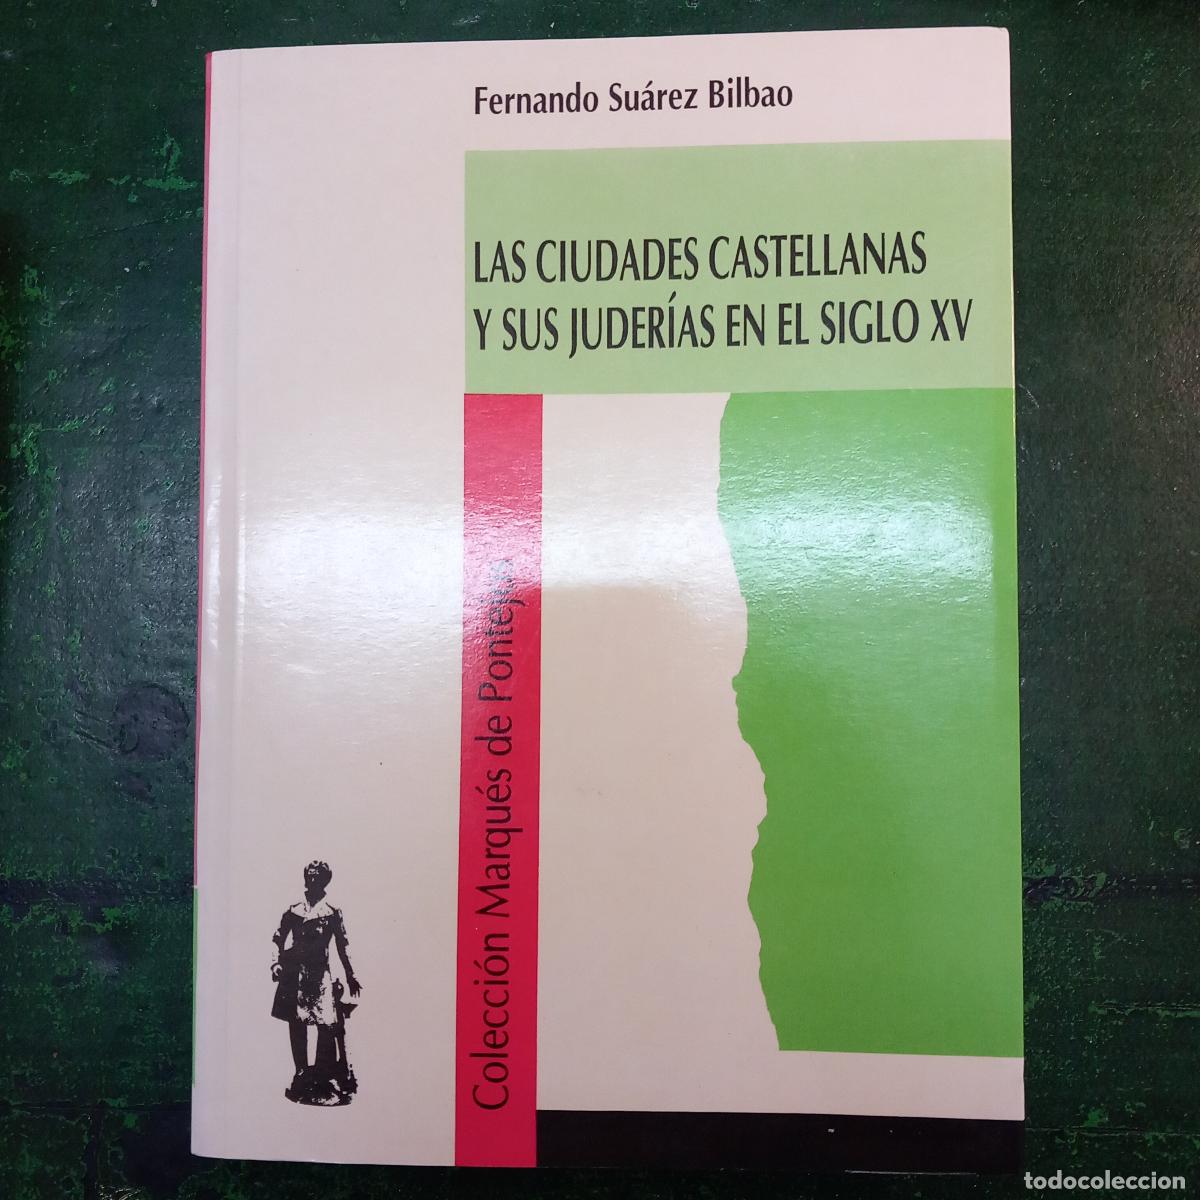 Fernando Suárez Bilbao
LAS CIUDADES CASTELLANAS
Y SUS JUDERÍAS EN EL SIGLO XV
Colección Marqués de Pontejos
todocoleccion